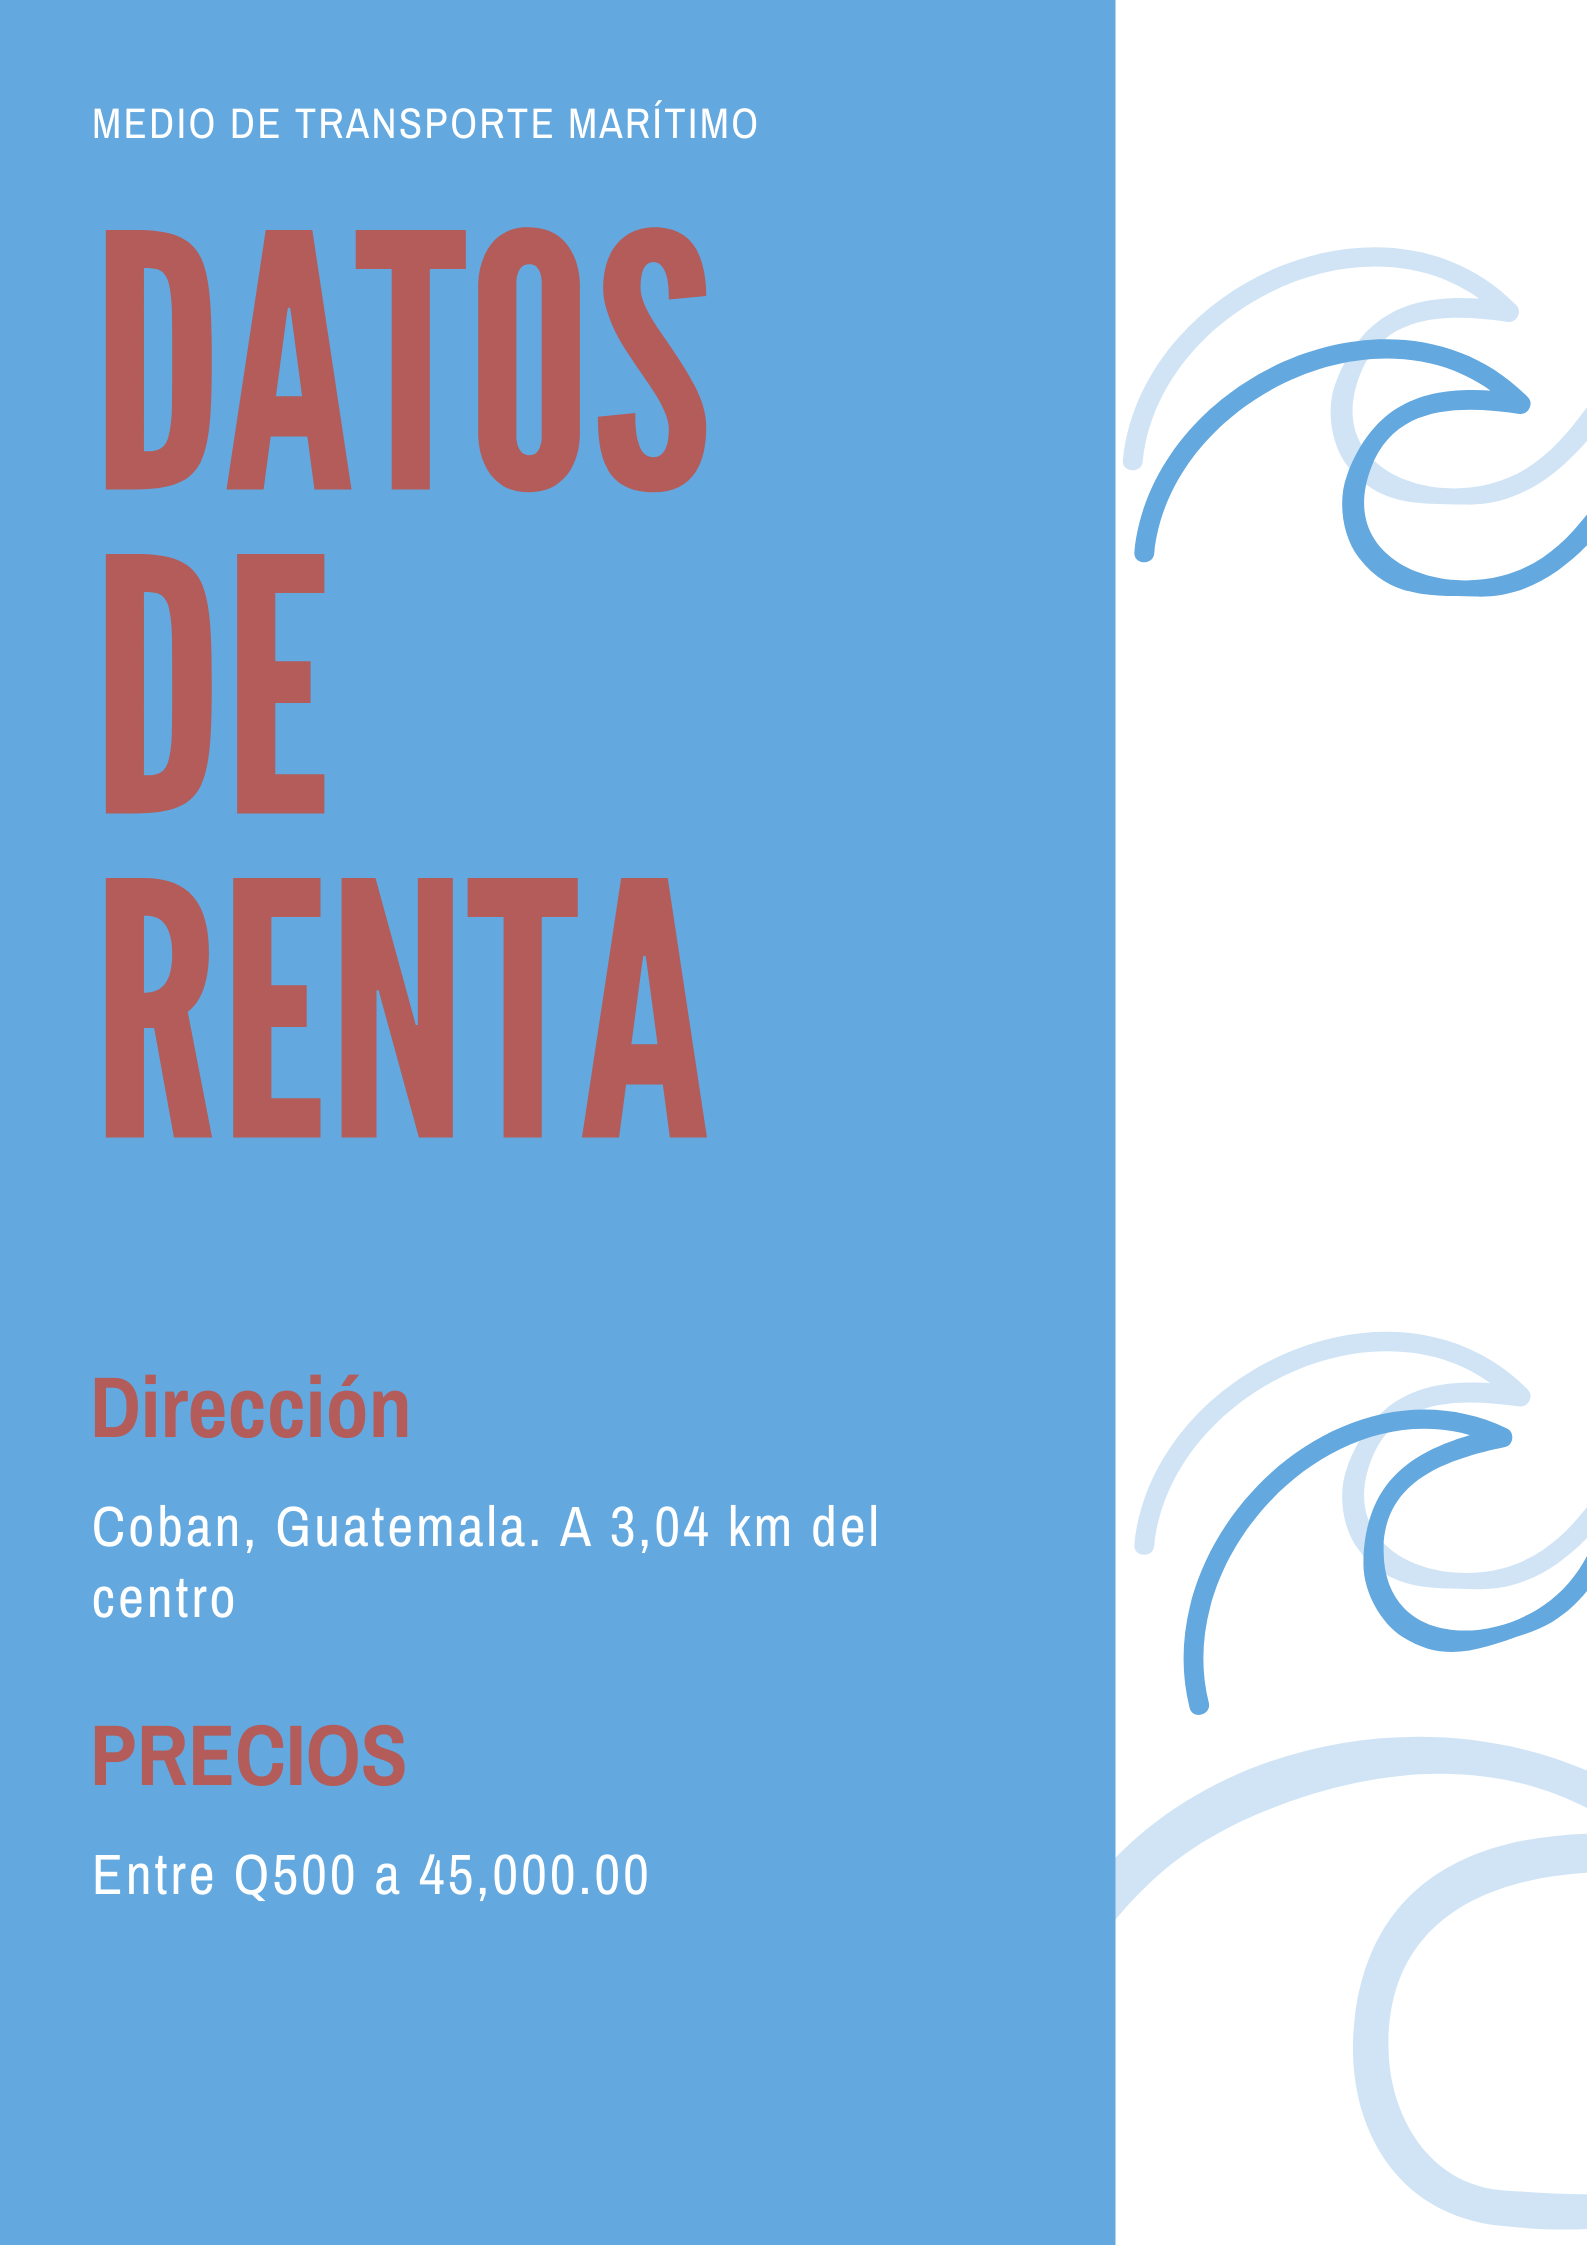 MEDIO DE TRANSPORTE MARÍTIMO
DATOS
DE
RENTA
Dirección
Coban, Guatemala. A 3,04 km del
centro
PRECIOS
Entre Q500 a 45,000.00